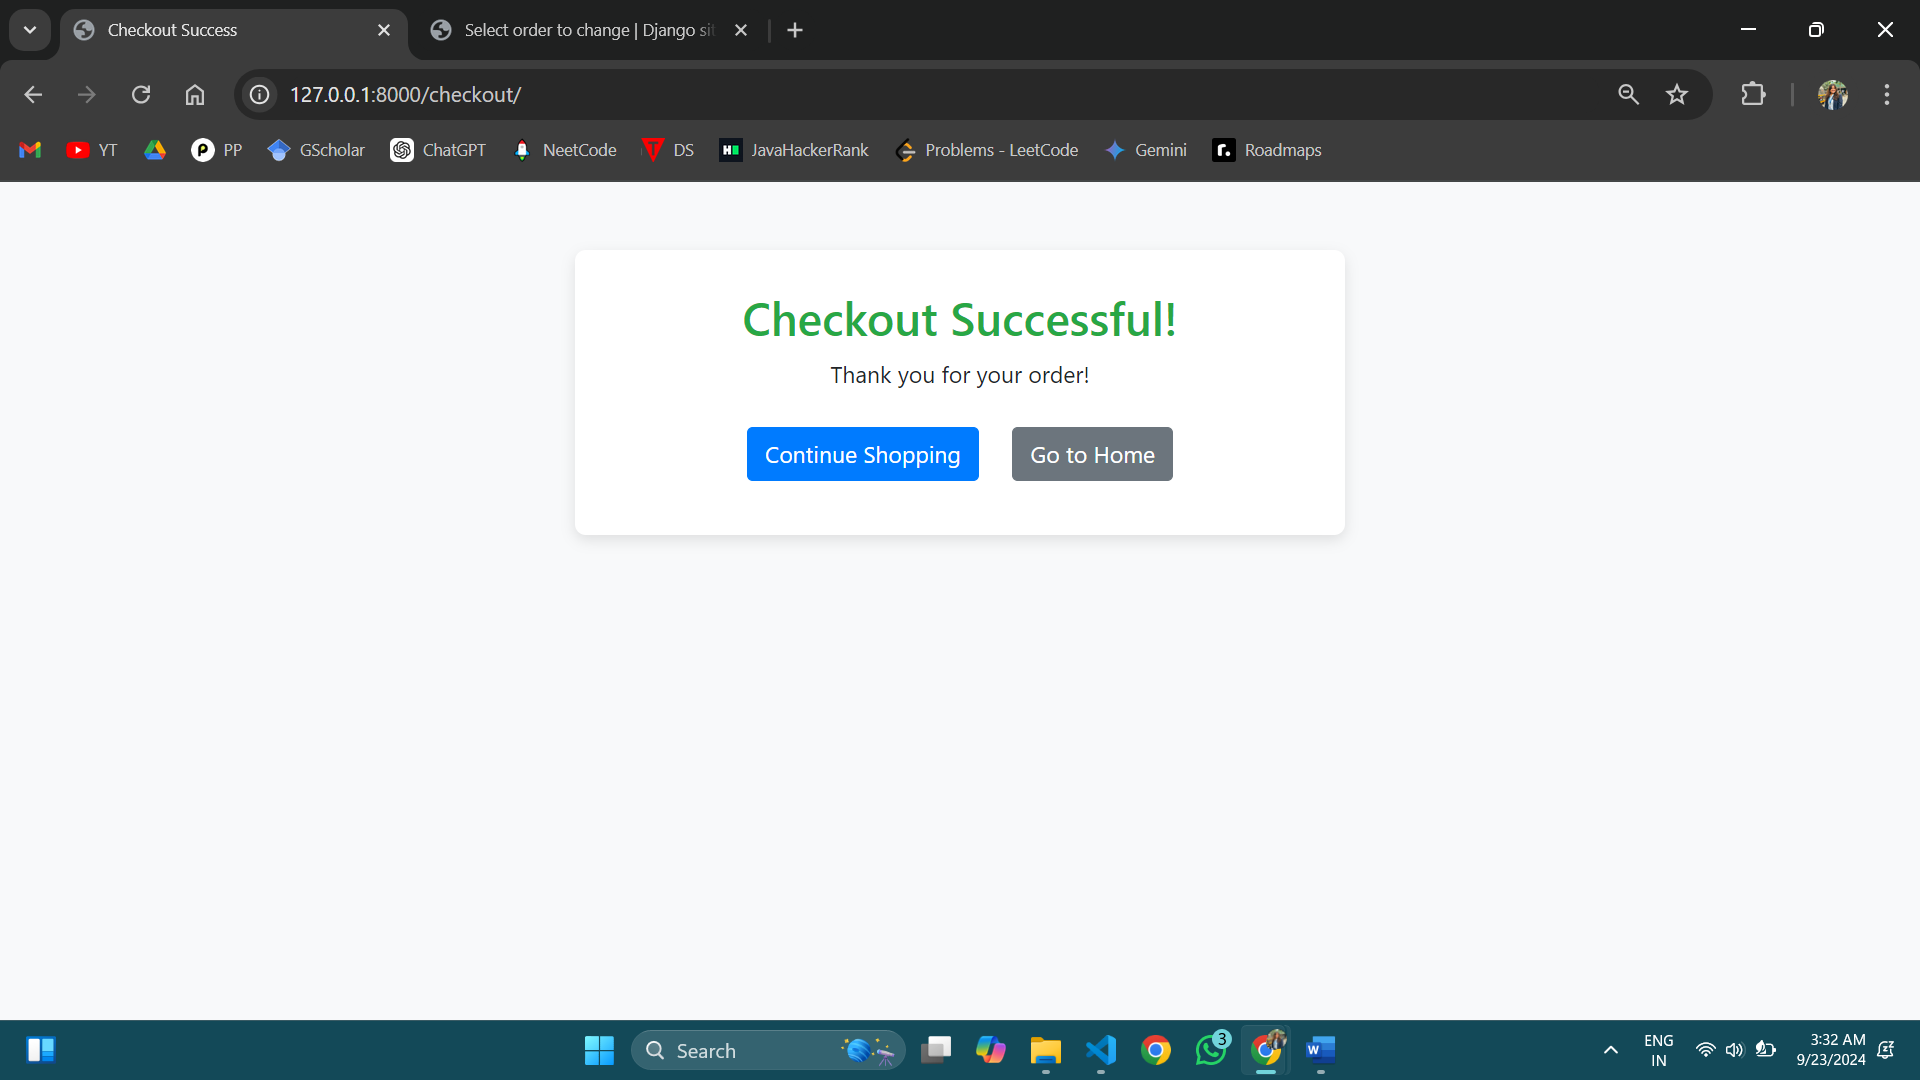 Checkout Success
Select order to change | Django sit
127.0.0.1:8000/checkout/
YT
PP
GScholar
ChatGPT
NeetCode
DS
JavaHackerRank
Problems - LeetCode
Gemini
Roadmaps
Checkout Successful!
Thank you for your order!
Continue Shopping
Go to Home
Search
3
ENG
IN
3:32 AM
9/23/2024